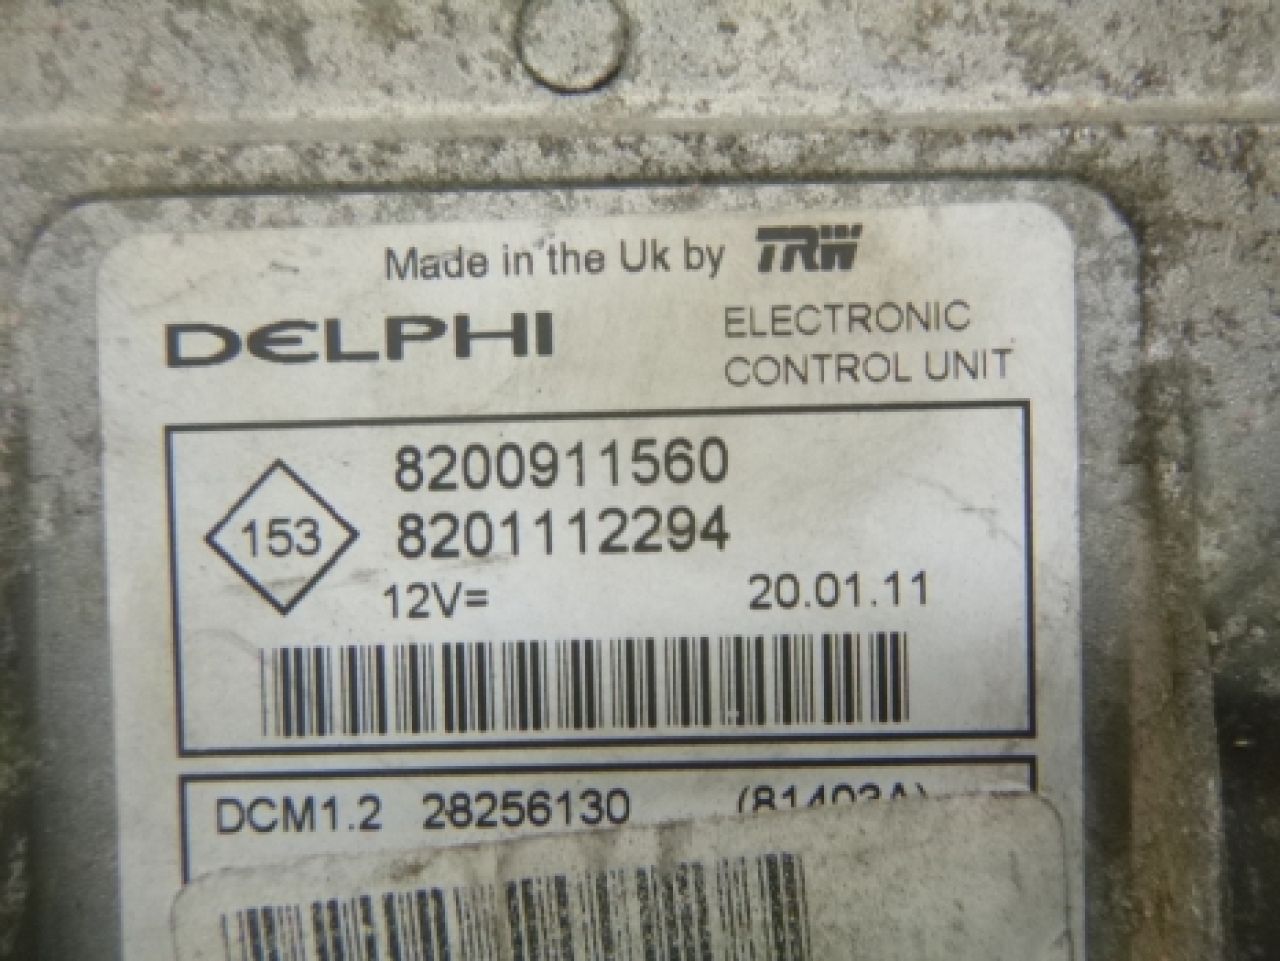 Made in the Uk by TRW
DELPHI
ELECTRONIC
CONTROL UNIT
153
8200911560
8201112294
12V=
20.01.11
DCM1.2 28256130 (81403A)